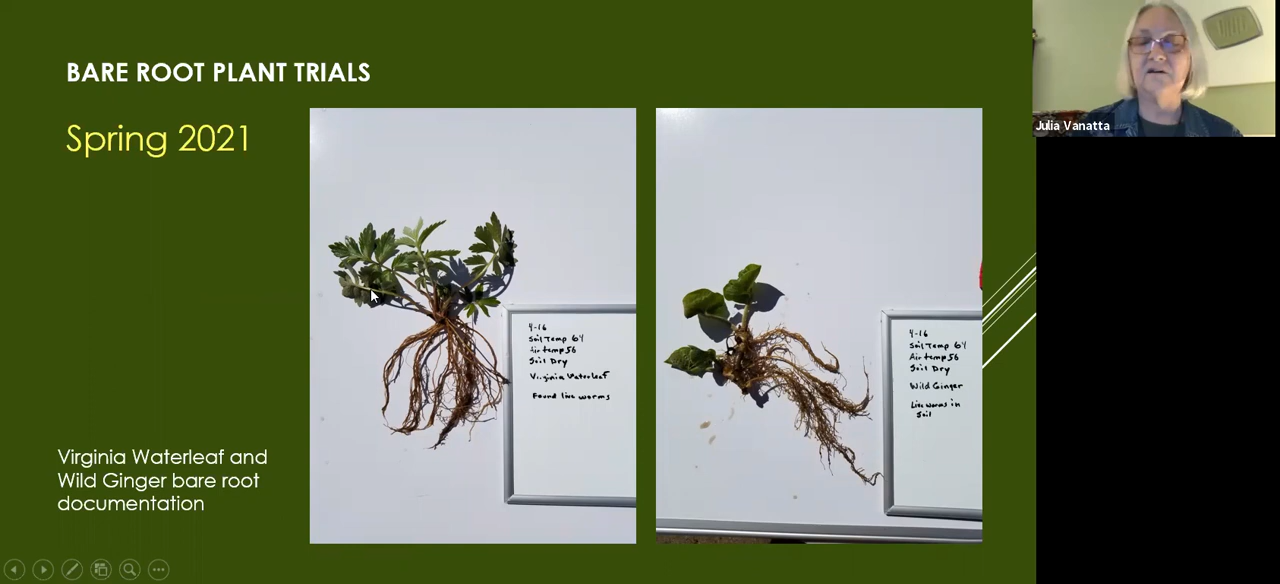 BARE ROOT PLANT TRIALS
Spring 2021
Virginia Waterleaf and
Wild Ginger bare root
documentation
4-16
Soil Temp 64
Air temp 56
Soil Dry
Virginia Waterleaf
Found live worms
4-16
Soil Temp 64
Air temp 56
Soil Dry
Wild Ginger
Live worms in
soil
Julia Vanatta